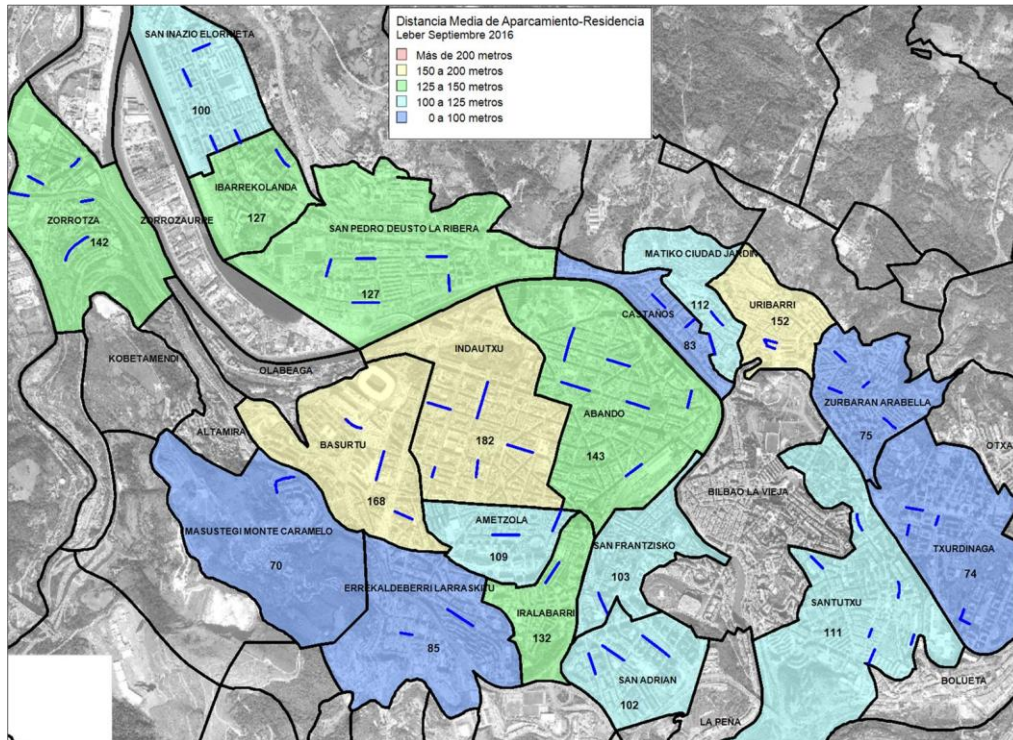 Distancia Media de Aparcamiento-Residencia
Leber Septiembre 2016
Más de 200 metros
150 a 200 metros
125 a 150 metros
100 a 125 metros
0 a 100 metros
SAN INAZIO ELORRIETA
100
IBARREKOLANDA
127
ZORROTZA
142
ZORROZAURRE
SAN PEDRO DEUSTO LA RIBERA
127
MATIKO CIUDAD JARDIN
112
URIBARRI
152
CASTAÑOS
83
KOBETAMENDI
OLABEAGA
INDAUTXU
182
ABANDO
143
ZURBARAN ARABELLA
75
OTXA
ALTAMIRA
BASURTU
168
BILBAO LA VIEJA
MASUSTEGI MONTE CARAMELO
70
AMETZOLA
109
SAN FRANTZISKO
103
TXURDINAGA
74
ERREKALDEBERRI LARRASKITU
85
IRALABARRI
132
SANTUTXU
111
SAN ADRIAN
102
BOLUETA
LA PEÑA